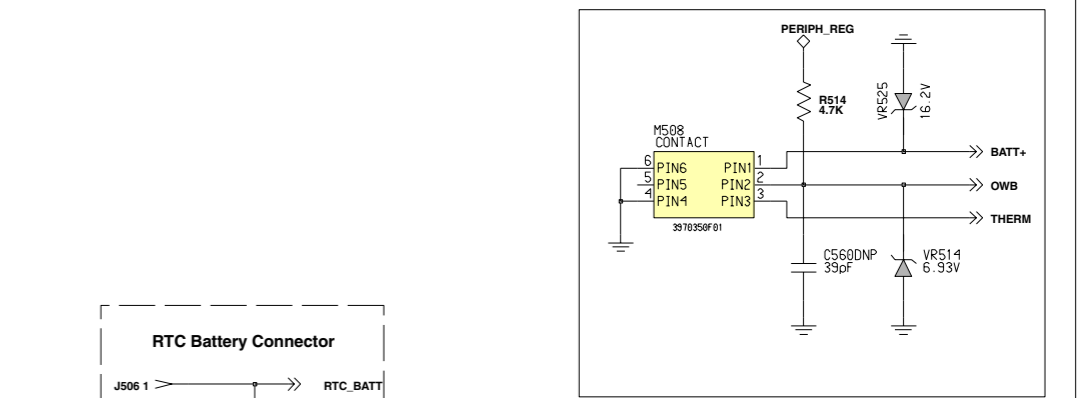 PERIPH_REG
R514
4.7K
VR525
16.2V
M508
CONTACT
6 PIN6 PIN1 1
5 PIN5 PIN2 2
4 PIN4 PIN3 3
3970350F01
BATT+
OWB
THERM
C560DNP
39pF
VR514
6.93V
RTC Battery Connector
J506 1
RTC_BATT